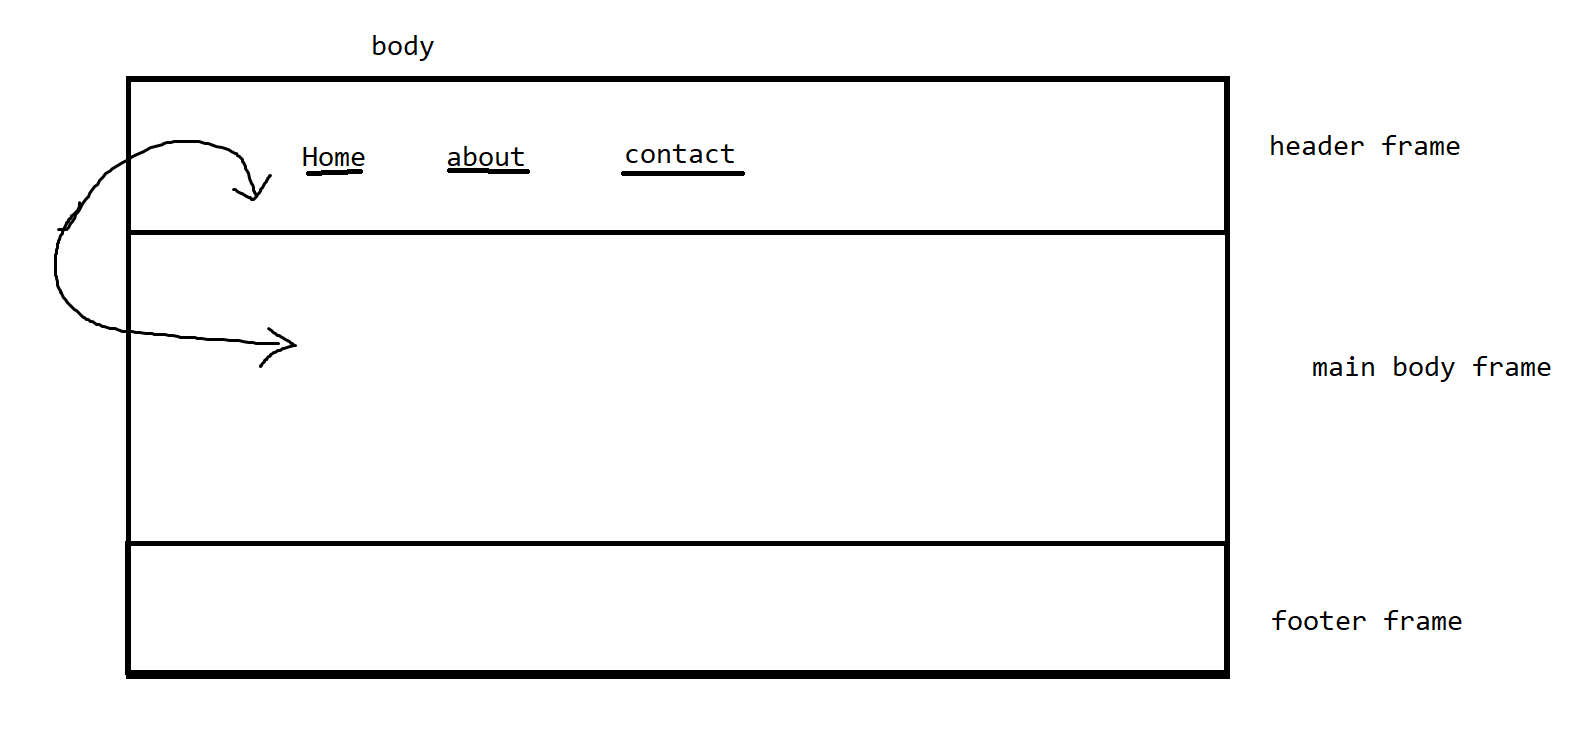 body
Home about contact
header frame
main body frame
footer frame